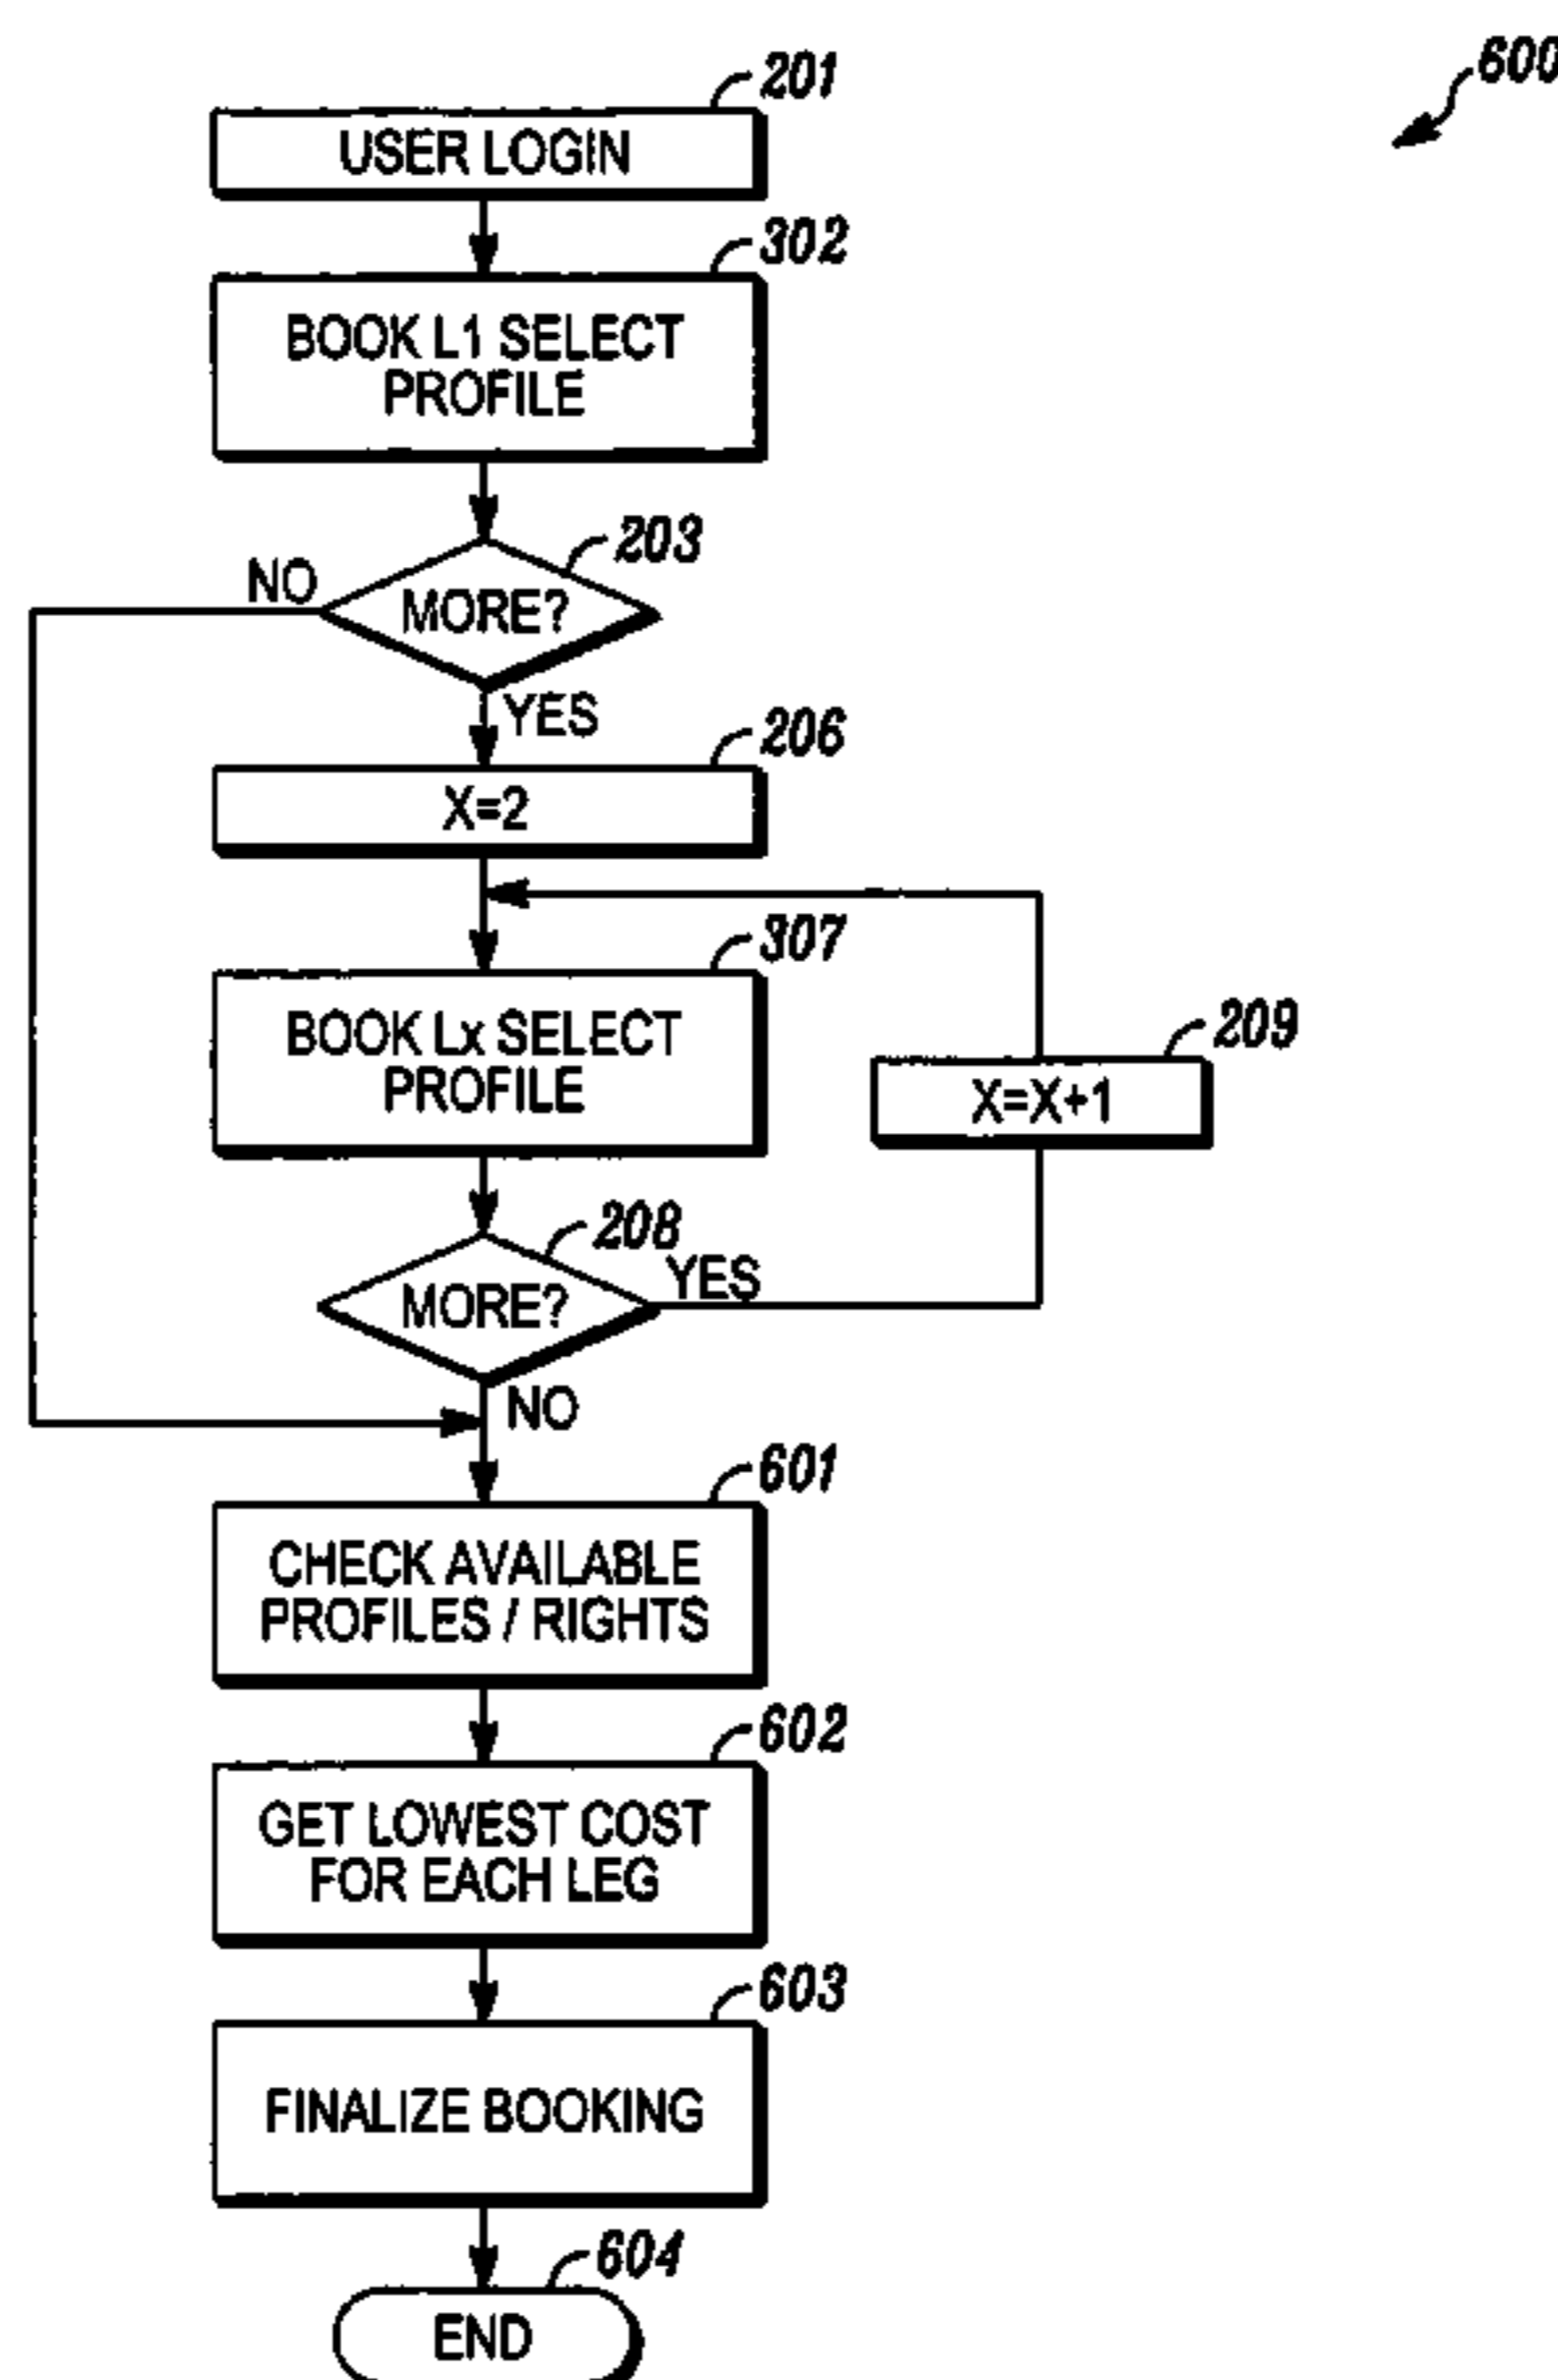 600
201
USER LOGIN
302
BOOK L1 SELECT
PROFILE
203
NO
MORE?
YES
206
X=2
307
BOOK Lx SELECT
PROFILE
209
X=X+1
208
YES
MORE?
NO
601
CHECK AVAILABLE
PROFILES / RIGHTS
602
GET LOWEST COST
FOR EACH LEG
603
FINALIZE BOOKING
604
END